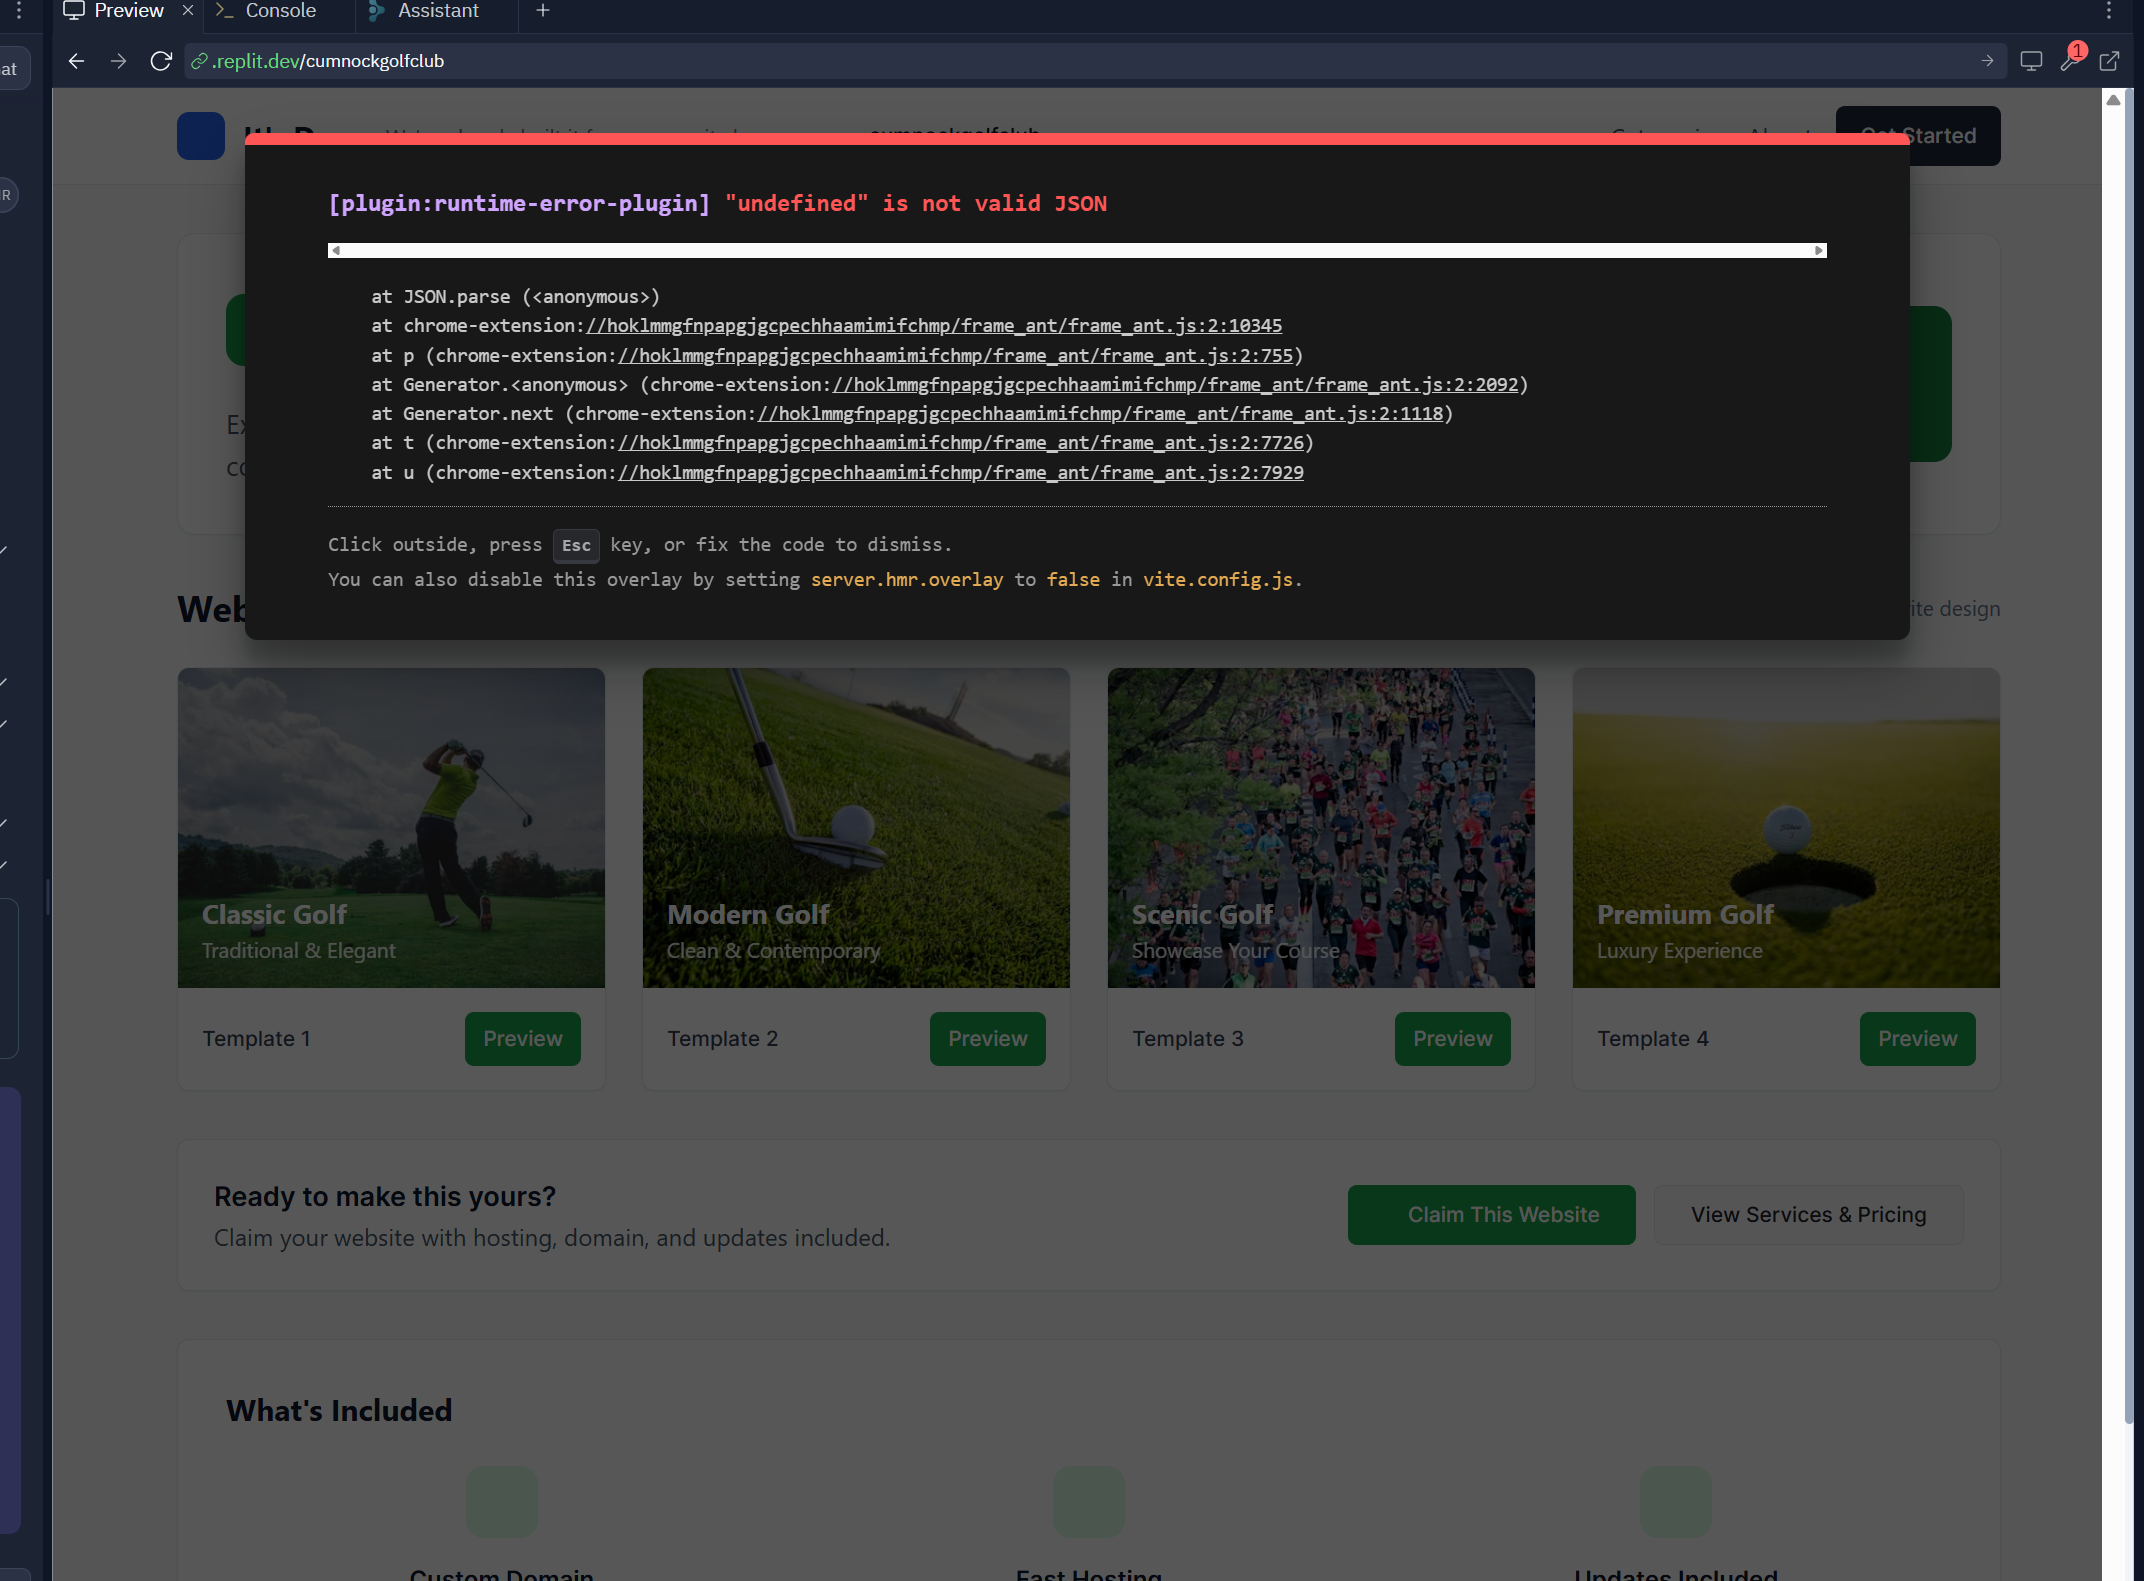 Preview
Console
Assistant
at
.replit.dev/cumnockgolfclub
1
Started
R
[plugin:runtime-error-plugin] "undefined" is not valid JSON
at JSON.parse (<anonymous>)
at chrome-extension://hoklmmgfnpapgjgcpechhaamimifchmp/frame_ant/frame_ant.js:2:10345
at p (chrome-extension://hoklmmgfnpapgjgcpechhaamimifchmp/frame_ant/frame_ant.js:2:755)
at Generator.<anonymous> (chrome-extension://hoklmmgfnpapgjgcpechhaamimifchmp/frame_ant/frame_ant.js:2:2092)
at Generator.next (chrome-extension://hoklmmgfnpapgjgcpechhaamimifchmp/frame_ant/frame_ant.js:2:1118)
at t (chrome-extension://hoklmmgfnpapgjgcpechhaamimifchmp/frame_ant/frame_ant.js:2:7726)
at u (chrome-extension://hoklmmgfnpapgjgcpechhaamimifchmp/frame_ant/frame_ant.js:2:7929
Click outside, press Esc key, or fix the code to dismiss.
You can also disable this overlay by setting server.hmr.overlay to false in vite.config.js.
Web
ite design
Classic Golf
Traditional & Elegant
Modern Golf
Clean & Contemporary
Scenic Golf
Showcase Your Course
Premium Golf
Luxury Experience
Template 1
Preview
Template 2
Preview
Template 3
Preview
Template 4
Preview
Ready to make this yours?
Claim your website with hosting, domain, and updates included.
Claim This Website
View Services & Pricing
What's Included
Custom Domain
Fast Hosting
Updates Included